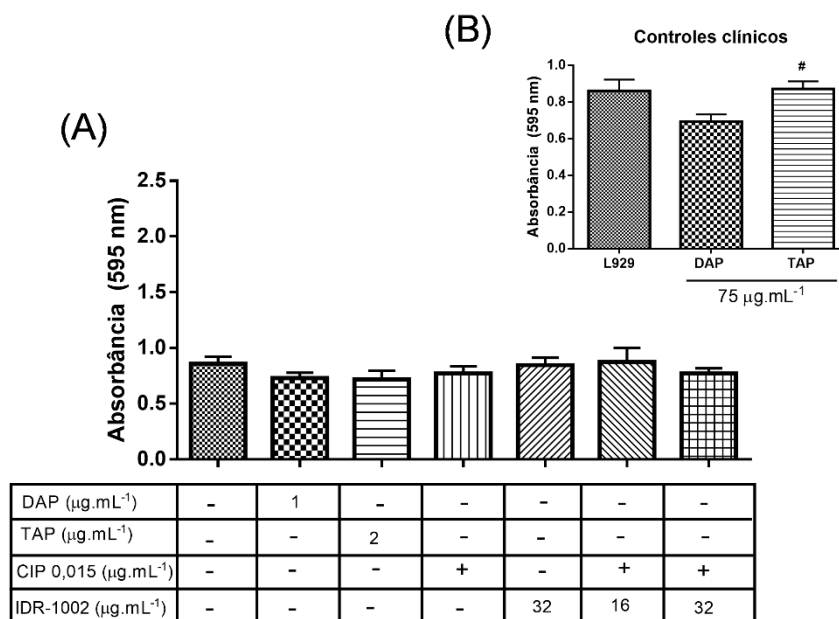 (B)
Controles clínicos
#
Absorbância (595 nm)
1.0
0.8
0.6
0.4
0.2
0.0
L929 DAP TAP
75 µg.mL⁻¹
(A)
Absorbância (595 nm)
2.5
2.0
1.5
1.0
0.5
0.0
DAP (µg.mL⁻¹) - 1 - - - - -
TAP (µg.mL⁻¹) - - 2 - - - -
CIP 0,015 (µg.mL⁻¹) - - - + - + +
IDR-1002 (µg.mL⁻¹) - - - - 32 16 32